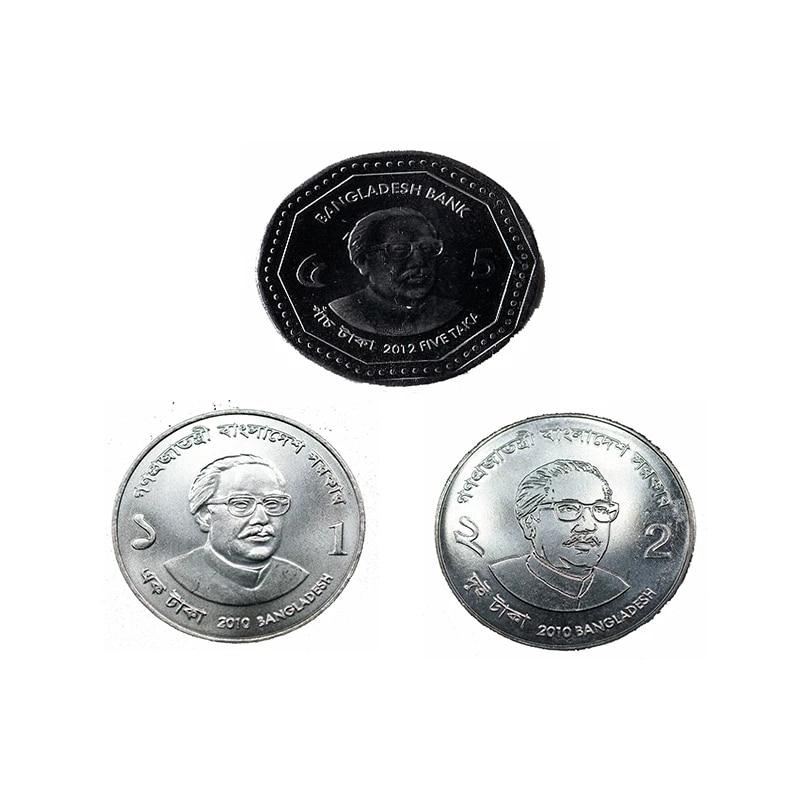 BANGLADESH BANK
৫ 5
পাঁচ টাকা 2012 FIVE TAKA
গণপ্রজাতন্ত্রী বাংলাদেশ সরকার
১ 1
এক টাকা 2010 BANGLADESH
গণপ্রজাতন্ত্রী বাংলাদেশ সরকার
২ 2
দুই টাকা 2010 BANGLADESH